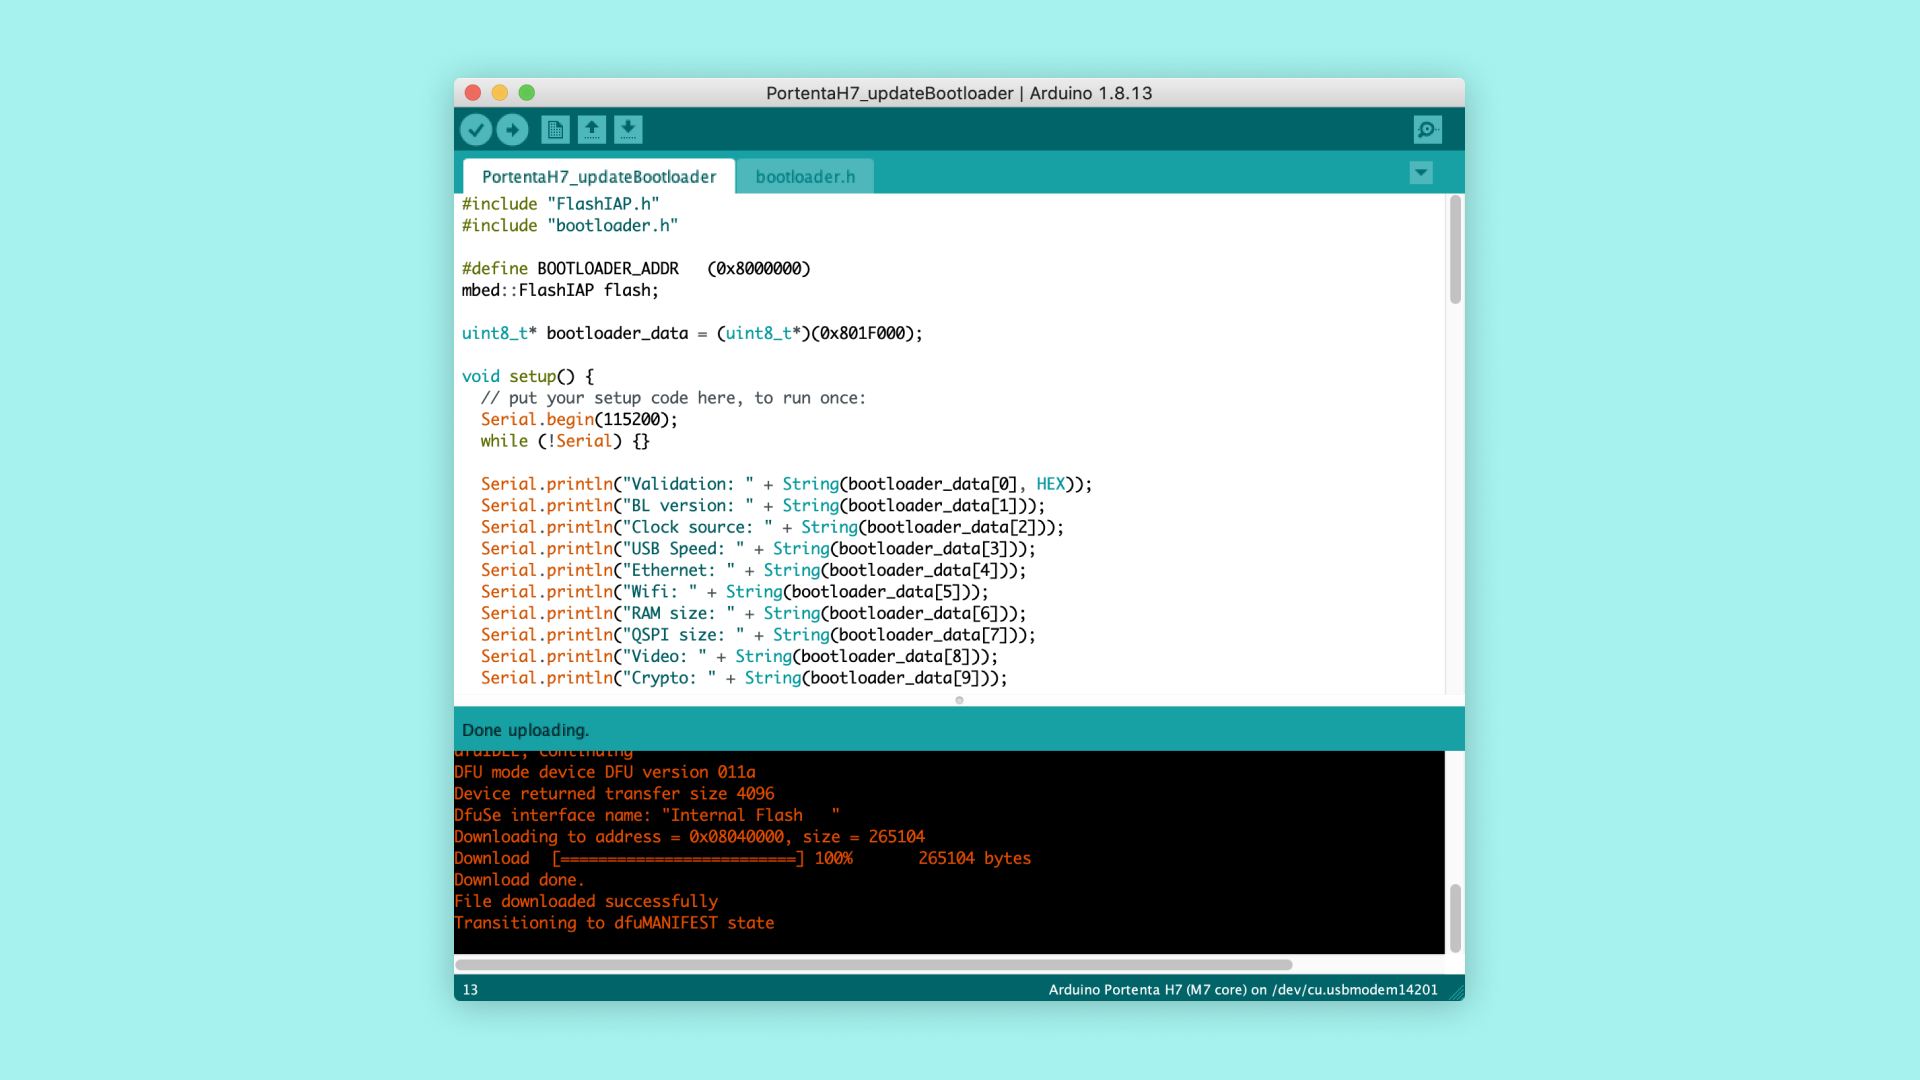 PortentaH7_updateBootloader | Arduino 1.8.13
PortentaH7_updateBootloader
bootloader.h
#include "FlashIAP.h"
#include "bootloader.h"
#define BOOTLOADER_ADDR   (0x8000000)
mbed::FlashIAP flash;
uint8_t* bootloader_data = (uint8_t*)(0x801F000);
void setup() {
  // put your setup code here, to run once:
  Serial.begin(115200);
  while (!Serial) {}
  Serial.println("Validation: " + String(bootloader_data[0], HEX));
  Serial.println("BL version: " + String(bootloader_data[1]));
  Serial.println("Clock source: " + String(bootloader_data[2]));
  Serial.println("USB Speed: " + String(bootloader_data[3]));
  Serial.println("Ethernet: " + String(bootloader_data[4]));
  Serial.println("Wifi: " + String(bootloader_data[5]));
  Serial.println("RAM size: " + String(bootloader_data[6]));
  Serial.println("QSPI size: " + String(bootloader_data[7]));
  Serial.println("Video: " + String(bootloader_data[8]));
  Serial.println("Crypto: " + String(bootloader_data[9]));
Done uploading.
dfuIDLE, continuing
DFU mode device DFU version 011a
Device returned transfer size 4096
DfuSe interface name: "Internal Flash   "
Downloading to address = 0x08040000, size = 265104
Download  [=========================] 100%       265104 bytes
Download done.
File downloaded successfully
Transitioning to dfuMANIFEST state
13
Arduino Portenta H7 (M7 core) on /dev/cu.usbmodem14201